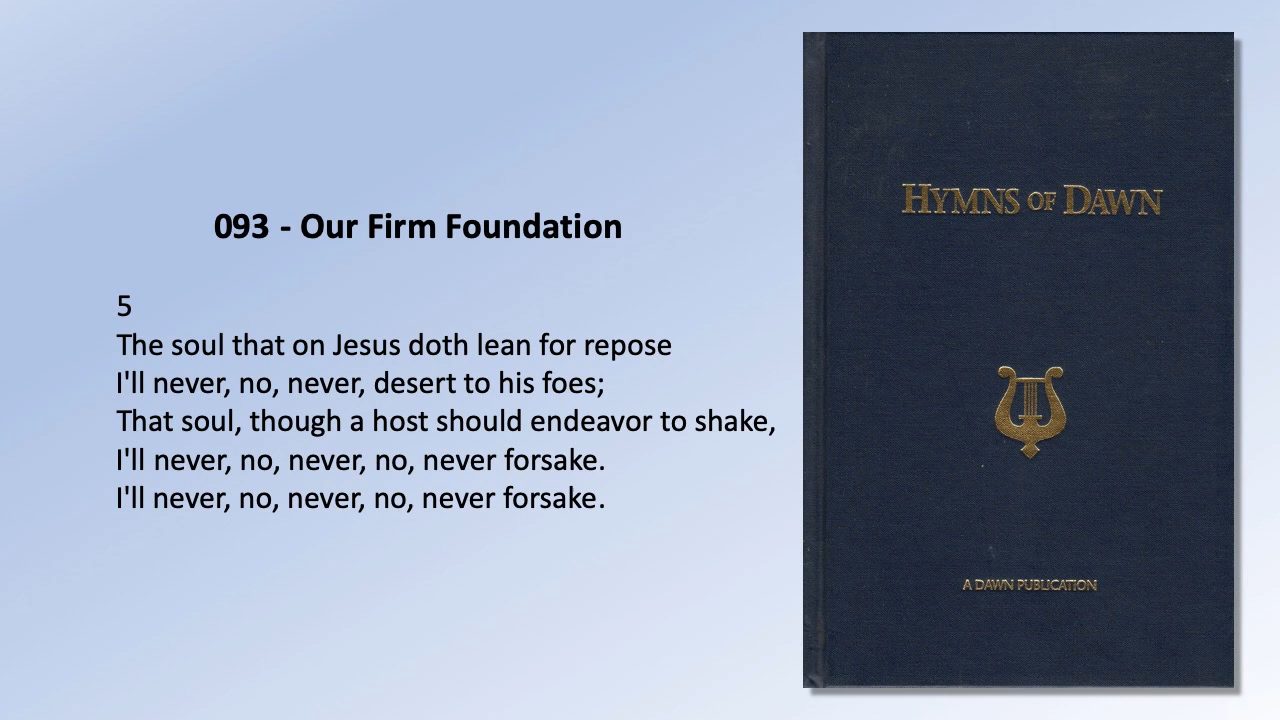 093 - Our Firm Foundation
5
The soul that on Jesus doth lean for repose
I'll never, no, never, desert to his foes;
That soul, though a host should endeavor to shake,
I'll never, no, never, no, never forsake.
I'll never, no, never, no, never forsake.
HYMNS OF DAWN
A DAWN PUBLICATION